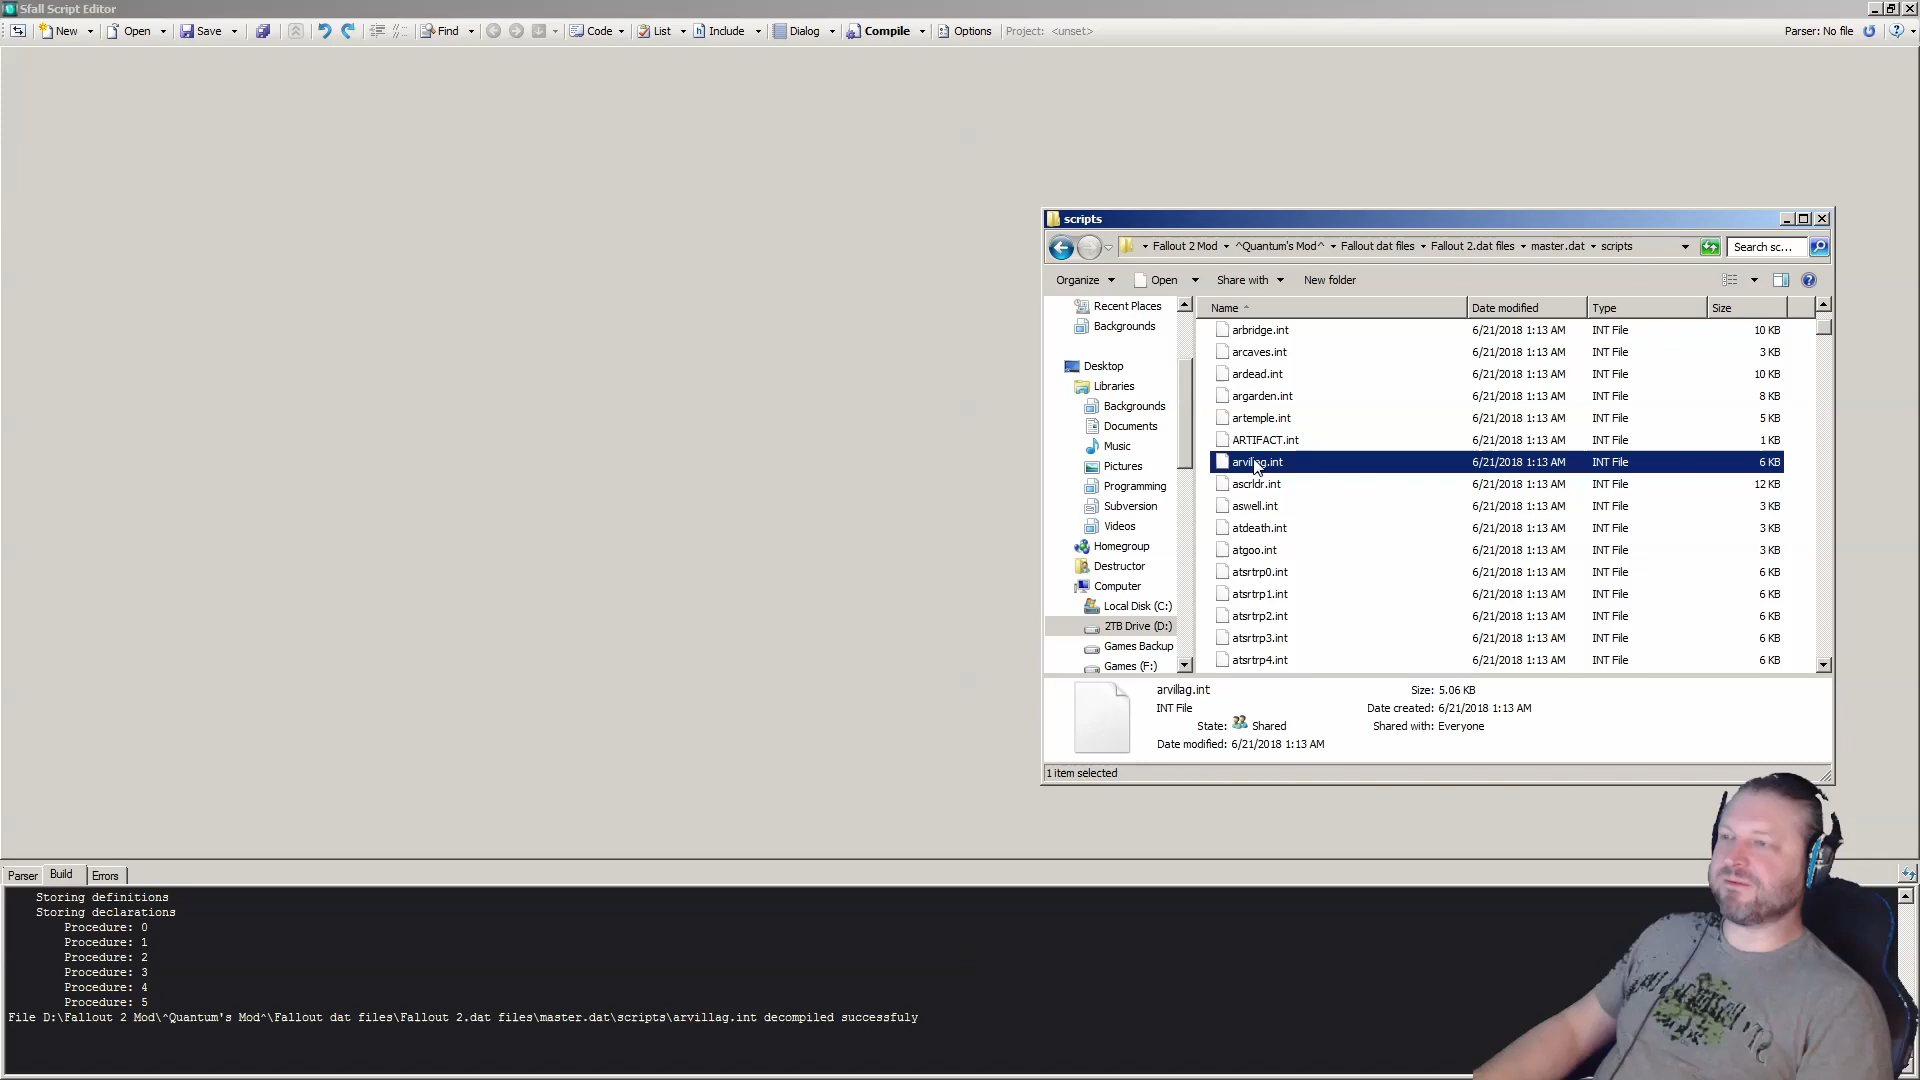 Sfall Script Editor
New Open Save Find Code List Include Dialog Compile Options Project: <unset> Parser: No file
scripts
Fallout 2 Mod ^Quantum's Mod^ Fallout dat files Fallout 2.dat files master.dat scripts Search sc...
Organize Open Share with New folder
Name Date modified Type Size
Recent Places
Backgrounds
Desktop
Libraries
Backgrounds
Documents
Music
Pictures
Programming
Subversion
Videos
Homegroup
Destructor
Computer
Local Disk (C:)
2TB Drive (D:)
Games Backup
Games (F:)
arbridge.int 6/21/2018 1:13 AM INT File 10 KB
arcaves.int 6/21/2018 1:13 AM INT File 3 KB
ardead.int 6/21/2018 1:13 AM INT File 10 KB
argarden.int 6/21/2018 1:13 AM INT File 8 KB
artemple.int 6/21/2018 1:13 AM INT File 5 KB
ARTIFACT.int 6/21/2018 1:13 AM INT File 1 KB
arvillag.int 6/21/2018 1:13 AM INT File 6 KB
ascrldr.int 6/21/2018 1:13 AM INT File 12 KB
aswell.int 6/21/2018 1:13 AM INT File 3 KB
atdeath.int 6/21/2018 1:13 AM INT File 3 KB
atgoo.int 6/21/2018 1:13 AM INT File 3 KB
atsrtrp0.int 6/21/2018 1:13 AM INT File 6 KB
atsrtrp1.int 6/21/2018 1:13 AM INT File 6 KB
atsrtrp2.int 6/21/2018 1:13 AM INT File 6 KB
atsrtrp3.int 6/21/2018 1:13 AM INT File 6 KB
atsrtrp4.int 6/21/2018 1:13 AM INT File 6 KB
arvillag.int Size: 5.06 KB
INT File Date created: 6/21/2018 1:13 AM
State: Shared Shared with: Everyone
Date modified: 6/21/2018 1:13 AM
1 item selected
Parser Build Errors
Storing definitions
Storing declarations
Procedure: 0
Procedure: 1
Procedure: 2
Procedure: 3
Procedure: 4
Procedure: 5
File D:\Fallout 2 Mod\^Quantum's Mod^\Fallout dat files\Fallout 2.dat files\master.dat\scripts\arvillag.int decompiled successfuly